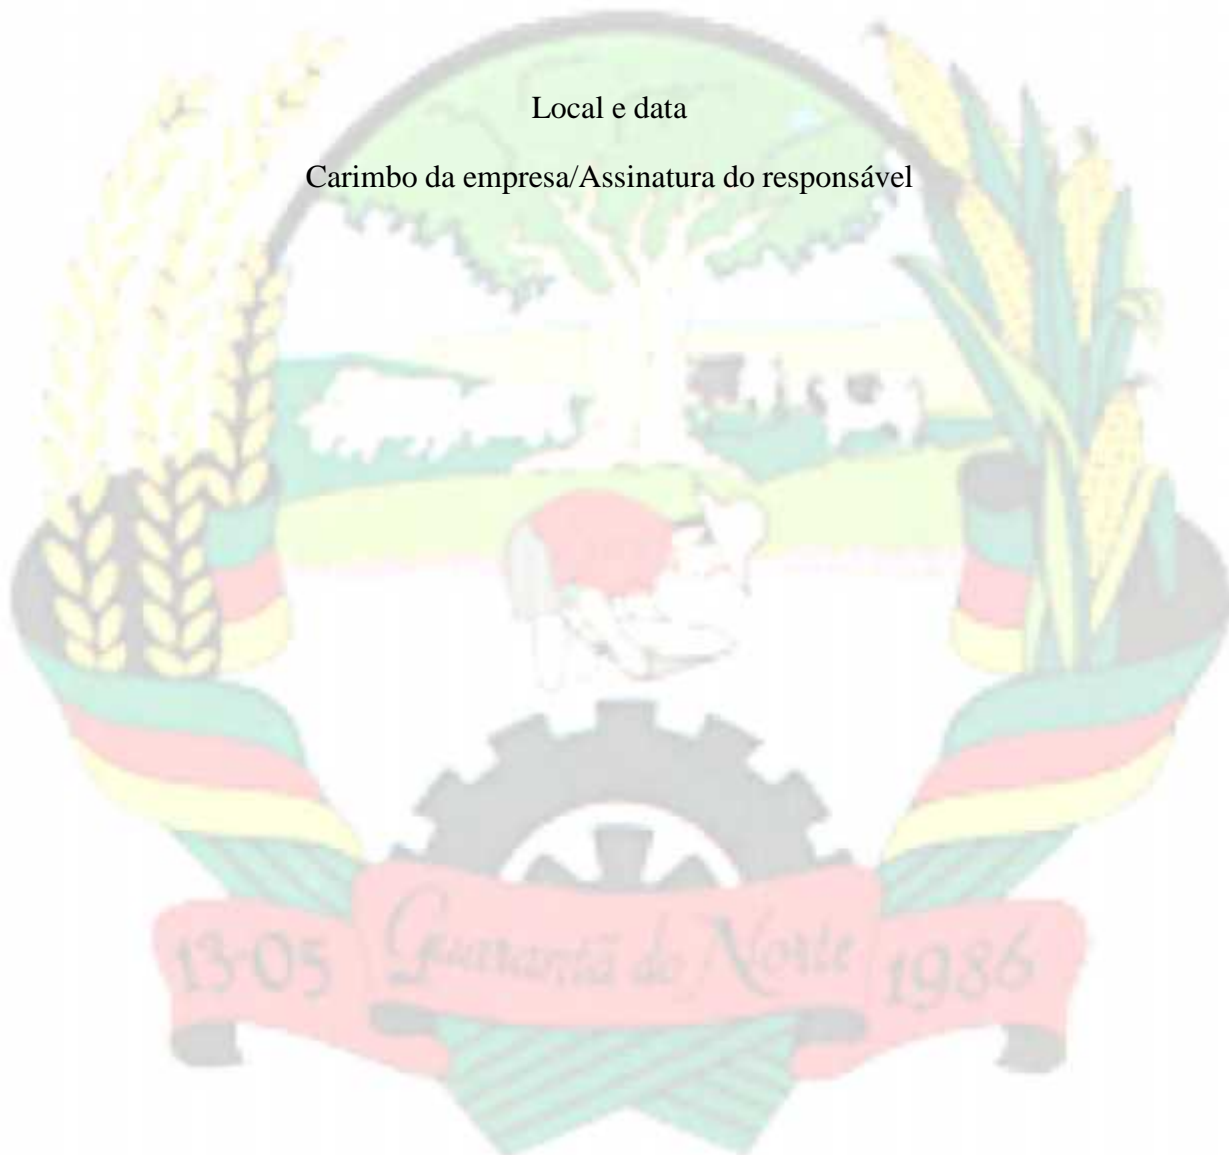 Local e data
Carimbo da empresa/Assinatura do responsável
13-05 Guarantã do Norte 1986